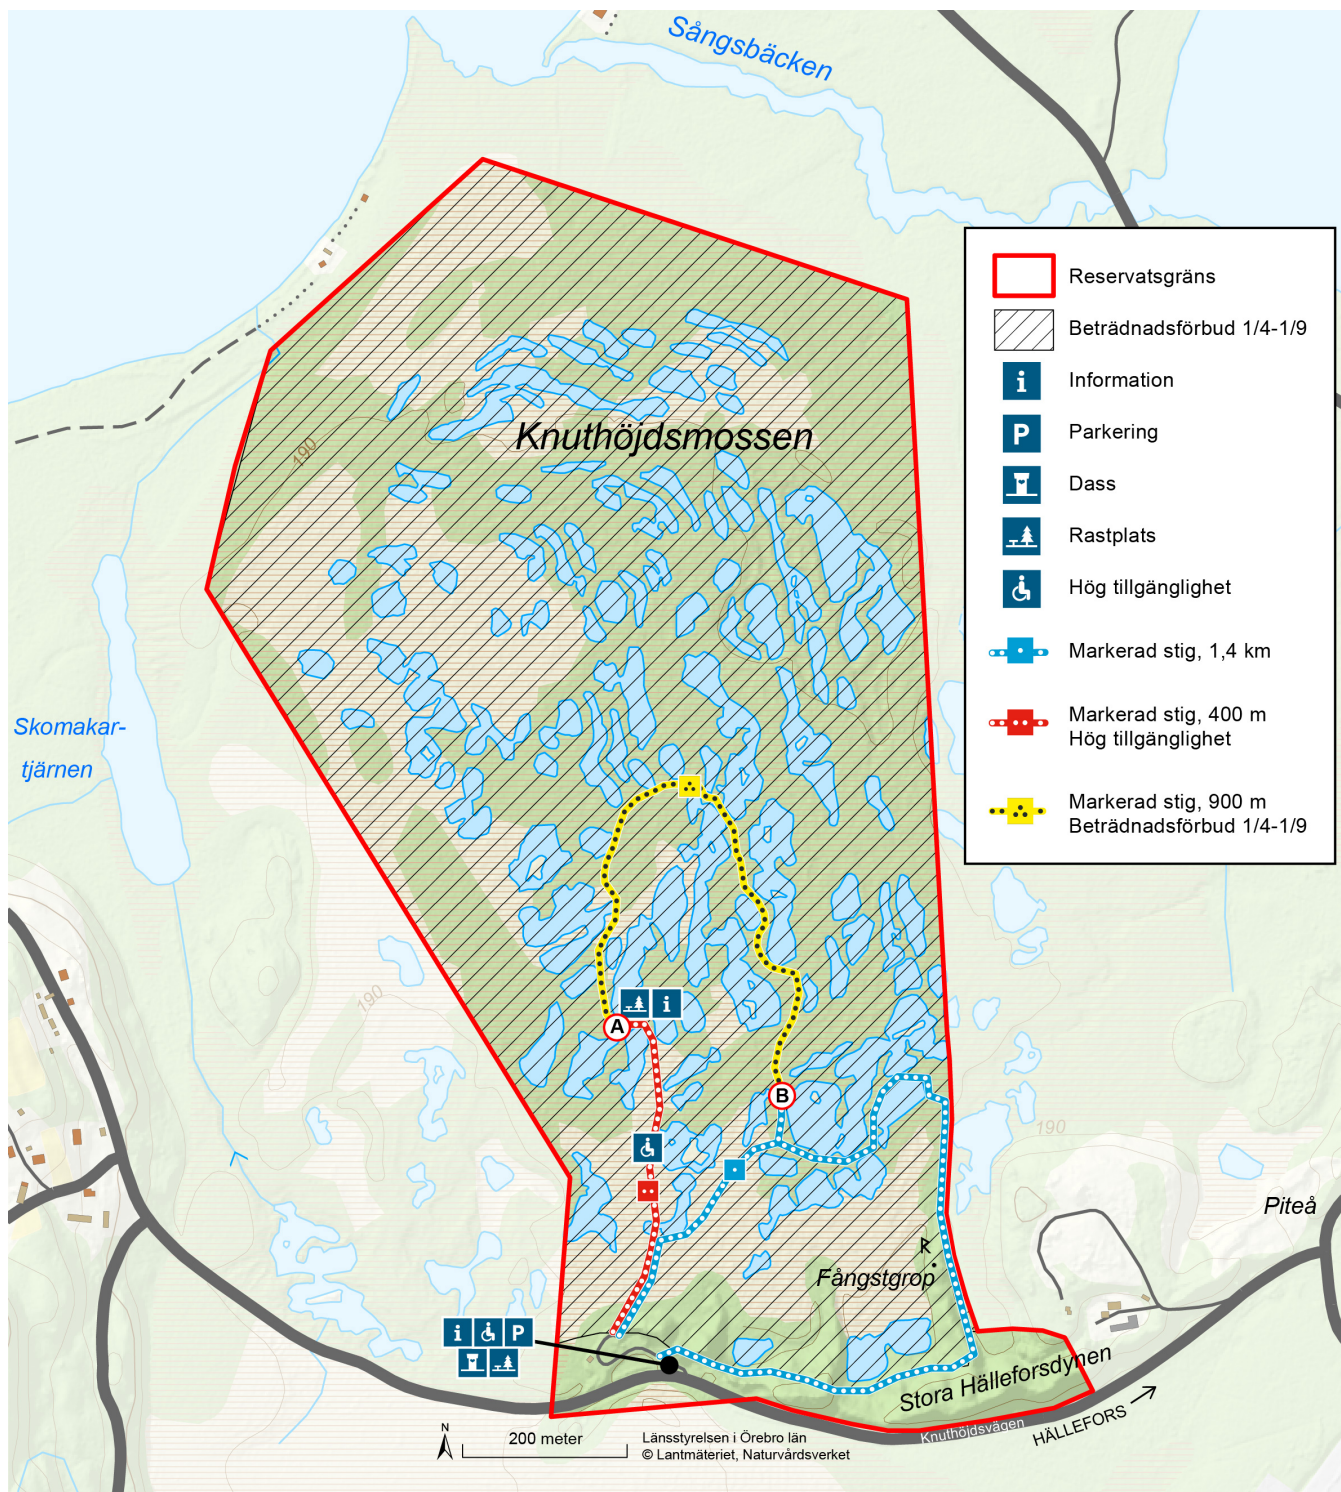 Sångsbäcken
Reservatsgräns
Beträdnadsförbud 1/4-1/9
i
Information
P
Parkering
Dass
Rastplats
Hög tillgänglighet
Markerad stig, 1,4 km
Markerad stig, 400 m
Hög tillgänglighet
Markerad stig, 900 m
Beträdnadsförbud 1/4-1/9
Knuthöjdsmossen
190
Skomakar-
tjärnen
190
i
A
B
190
Piteå
R
Fångstgrop
i P
Stora Hälleforsdynen
HÄLLEFORS
Knuthöjdsvägen
N
200 meter
Länsstyrelsen i Örebro län
© Lantmäteriet, Naturvårdsverket